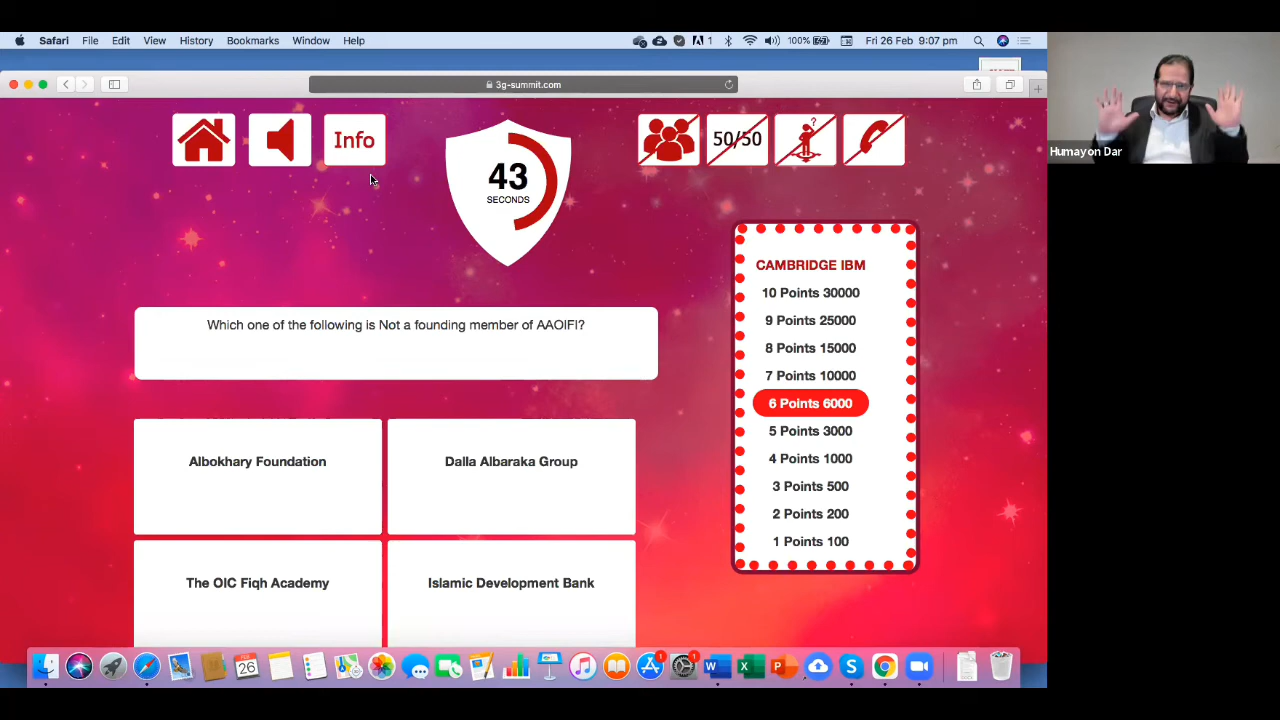 Safari File Edit View History Bookmarks Window Help
1 100% Fri 26 Feb 9:07 pm
3g-summit.com
Info
43
SECONDS
50/50
?
Humayon Dar
Which one of the following is Not a founding member of AAOIFI?
Albokhary Foundation
Dalla Albaraka Group
The OIC Fiqh Academy
Islamic Development Bank
CAMBRIDGE IBM
10 Points 30000
9 Points 25000
8 Points 15000
7 Points 10000
6 Points 6000
5 Points 3000
4 Points 1000
3 Points 500
2 Points 200
1 Points 100
26